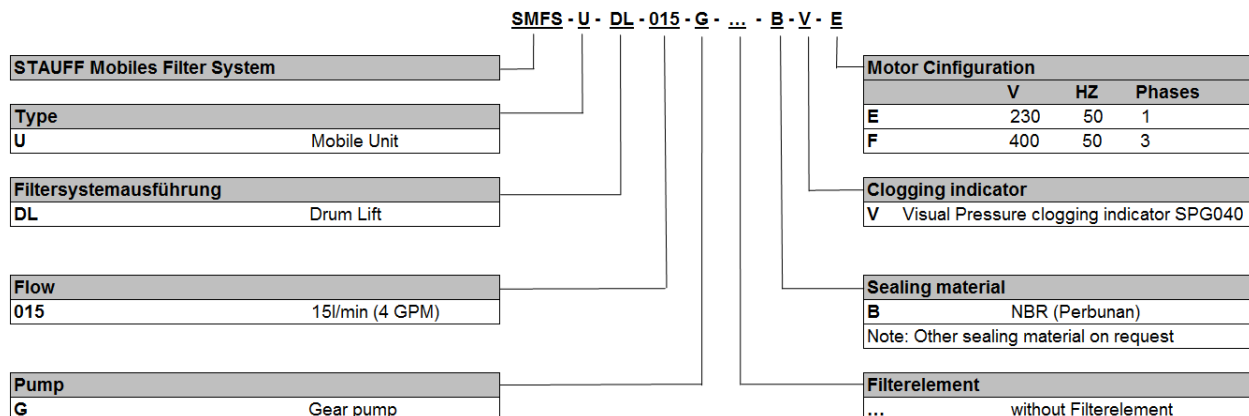 SMFS - U - DL - 015 - G - ... - B - V - E
STAUFF Mobiles Filter System
Type
U Mobile Unit
Filtersystemausführung
DL Drum Lift
Flow
015 15l/min (4 GPM)
Pump
G Gear pump
Motor Cinfiguration
V HZ Phases
E 230 50 1
F 400 50 3
Clogging indicator
V Visual Pressure clogging indicator SPG040
Sealing material
B NBR (Perbunan)
Note: Other sealing material on request
Filterelement
... without Filterelement